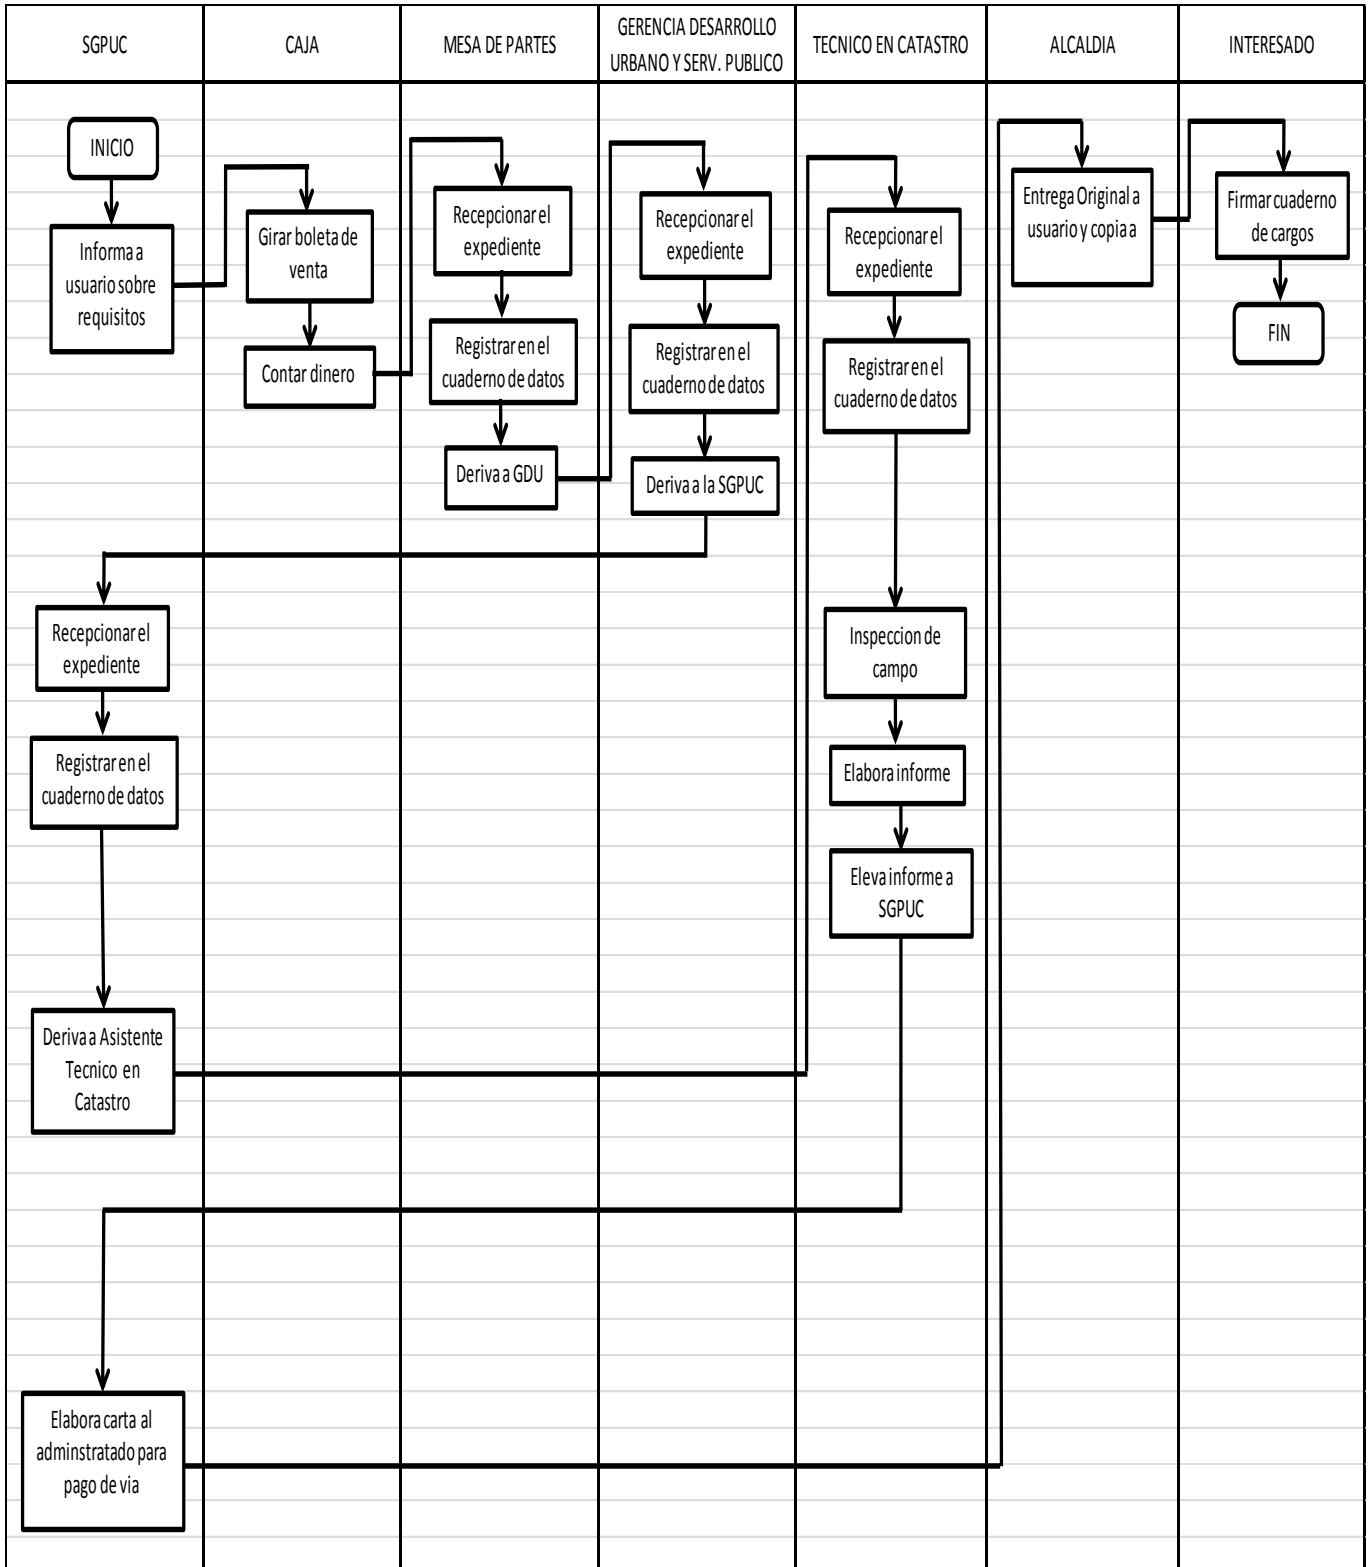 SGPUC
CAJA
MESA DE PARTES
GERENCIA DESARROLLO
URBANO Y SERV. PUBLICO
TECNICO EN CATASTRO
ALCALDIA
INTERESADO
INICIO
Informa a
usuario sobre
requisitos
Girar boleta de
venta
Contar dinero
Recepcionar el
expediente
Registrar en el
cuaderno de datos
Deriva a GDU
Recepcionar el
expediente
Registrar en el
cuaderno de datos
Deriva a la SGPUC
Recepcionar el
expediente
Registrar en el
cuaderno de datos
Deriva a Asistente
Tecnico en
Catastro
Recepcionar el
expediente
Registrar en el
cuaderno de datos
Inspeccion de
campo
Elabora informe
Eleva informe a
SGPUC
Elabora carta al
adminstratado para
pago de via
Entrega Original a
usuario y copia a
Firmar cuaderno
de cargos
FIN